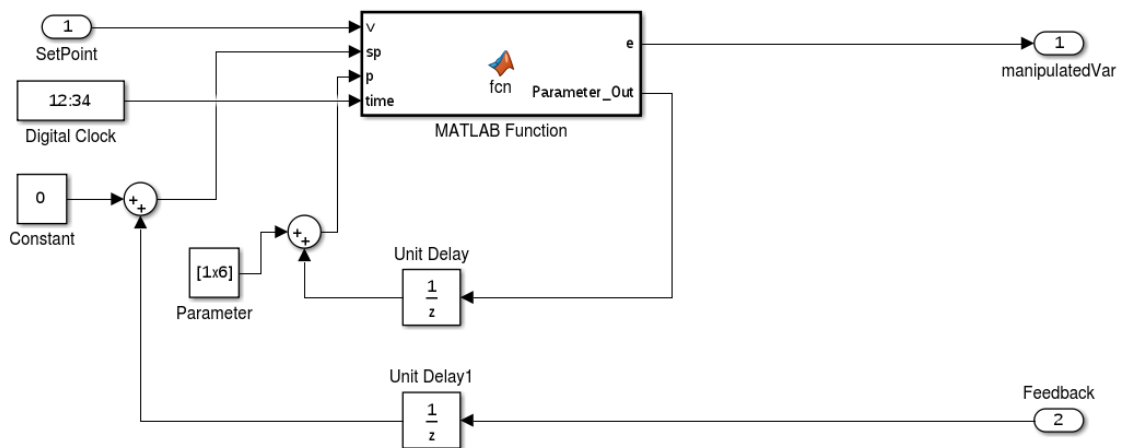 1
SetPoint
12:34
Digital Clock
0
Constant
+
+
[1x6]
Parameter
+
+
v
sp
p
time
fcn
e
Parameter_Out
MATLAB Function
1
manipulatedVar
Unit Delay
1
z
Unit Delay1
1
z
Feedback
2